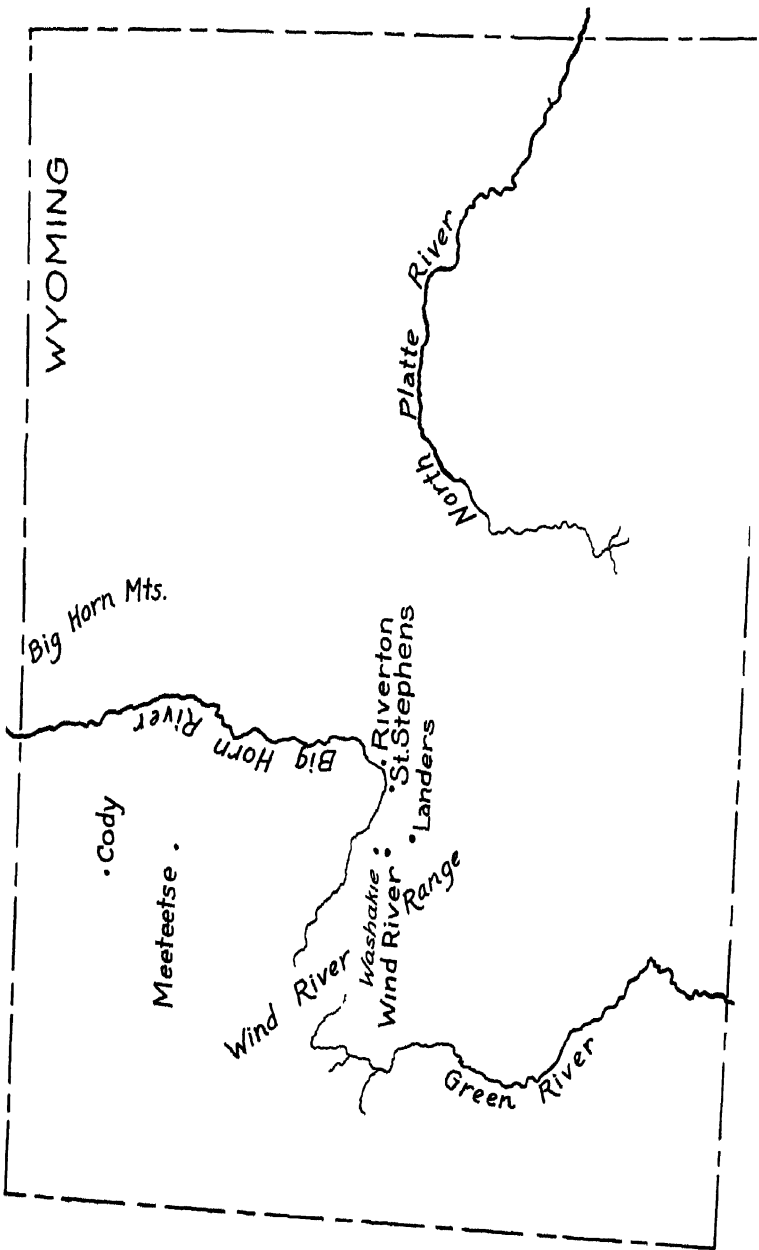 WYOMING
Big Horn Mts.
North Platte River
Big Horn River
Riverton
St. Stephens
Landers
Cody
Meeteetse
Washakie
Wind River
Wind River Range
Green River